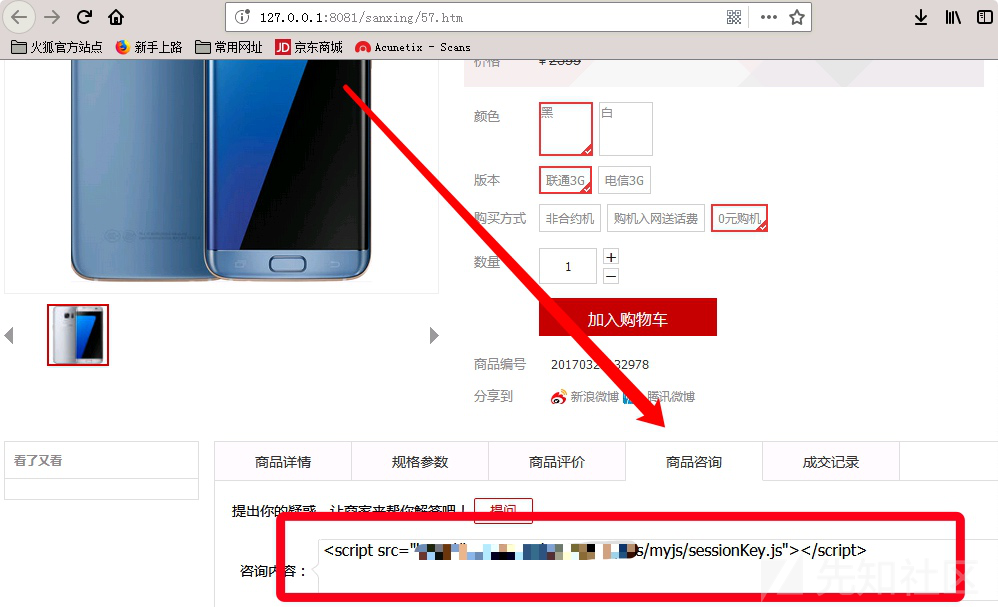 127.0.0.1:8081/sanxing/57.htm
火狐官方站点 新手上路 常用网址 JD 京东商城 Acunetix - Scans
价格 ¥2399
颜色 黑 白
版本 联通3G 电信3G
购买方式 非合约机 购机入网送话费 0元购机
数量 1 + −
加入购物车
商品编号 201703 32978
分享到 新浪微博 腾讯微博
看了又看
商品详情 规格参数 商品评价 商品咨询 成交记录
提出你的疑惑，让商家来帮你解答吧！ 提问
<script src=" s/myjs/sessionKey.js"></script>
咨询内容：
先知社区